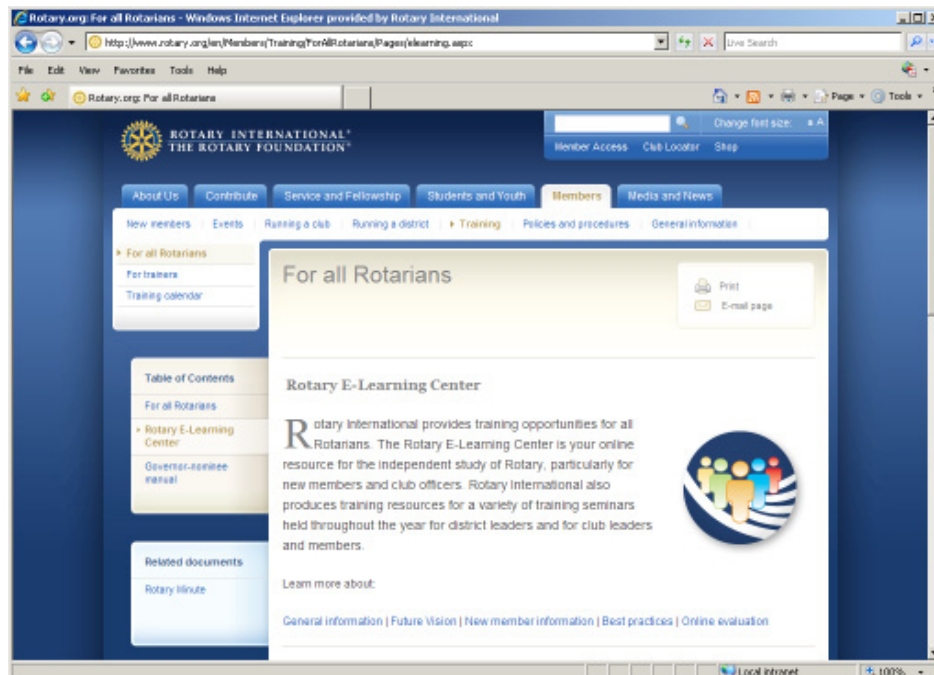 Rotary.org: For all Rotarians - Windows Internet Explorer provided by Rotary International
http://www.rotary.org/en/Members/Training/ForAllRotarians/Pages/elearning.aspx
Live Search
File Edit View Favorites Tools Help
Rotary.org: For all Rotarians
Page Tools
ROTARY INTERNATIONAL®
THE ROTARY FOUNDATION®
Change font size: a A
Member Access Club Locator Shop
About Us Contribute Service and Fellowship Students and Youth Members Media and News
New members Events Running a club Running a district Training Policies and procedures General information
For all Rotarians
For trainers
Training calendar
For all Rotarians
Print
E-mail page
Table of Contents
For all Rotarians
Rotary E-Learning
Center
Governor-nominee
manual
Related documents
Rotary Minute
Rotary E-Learning Center
Rotary International provides training opportunities for all
Rotarians. The Rotary E-Learning Center is your online
resource for the independent study of Rotary, particularly for
new members and club officers. Rotary International also
produces training resources for a variety of training seminars
held throughout the year for district leaders and for club leaders
and members.
Learn more about:
General information | Future Vision | New member information | Best practices | Online evaluation
Local intranet 100%